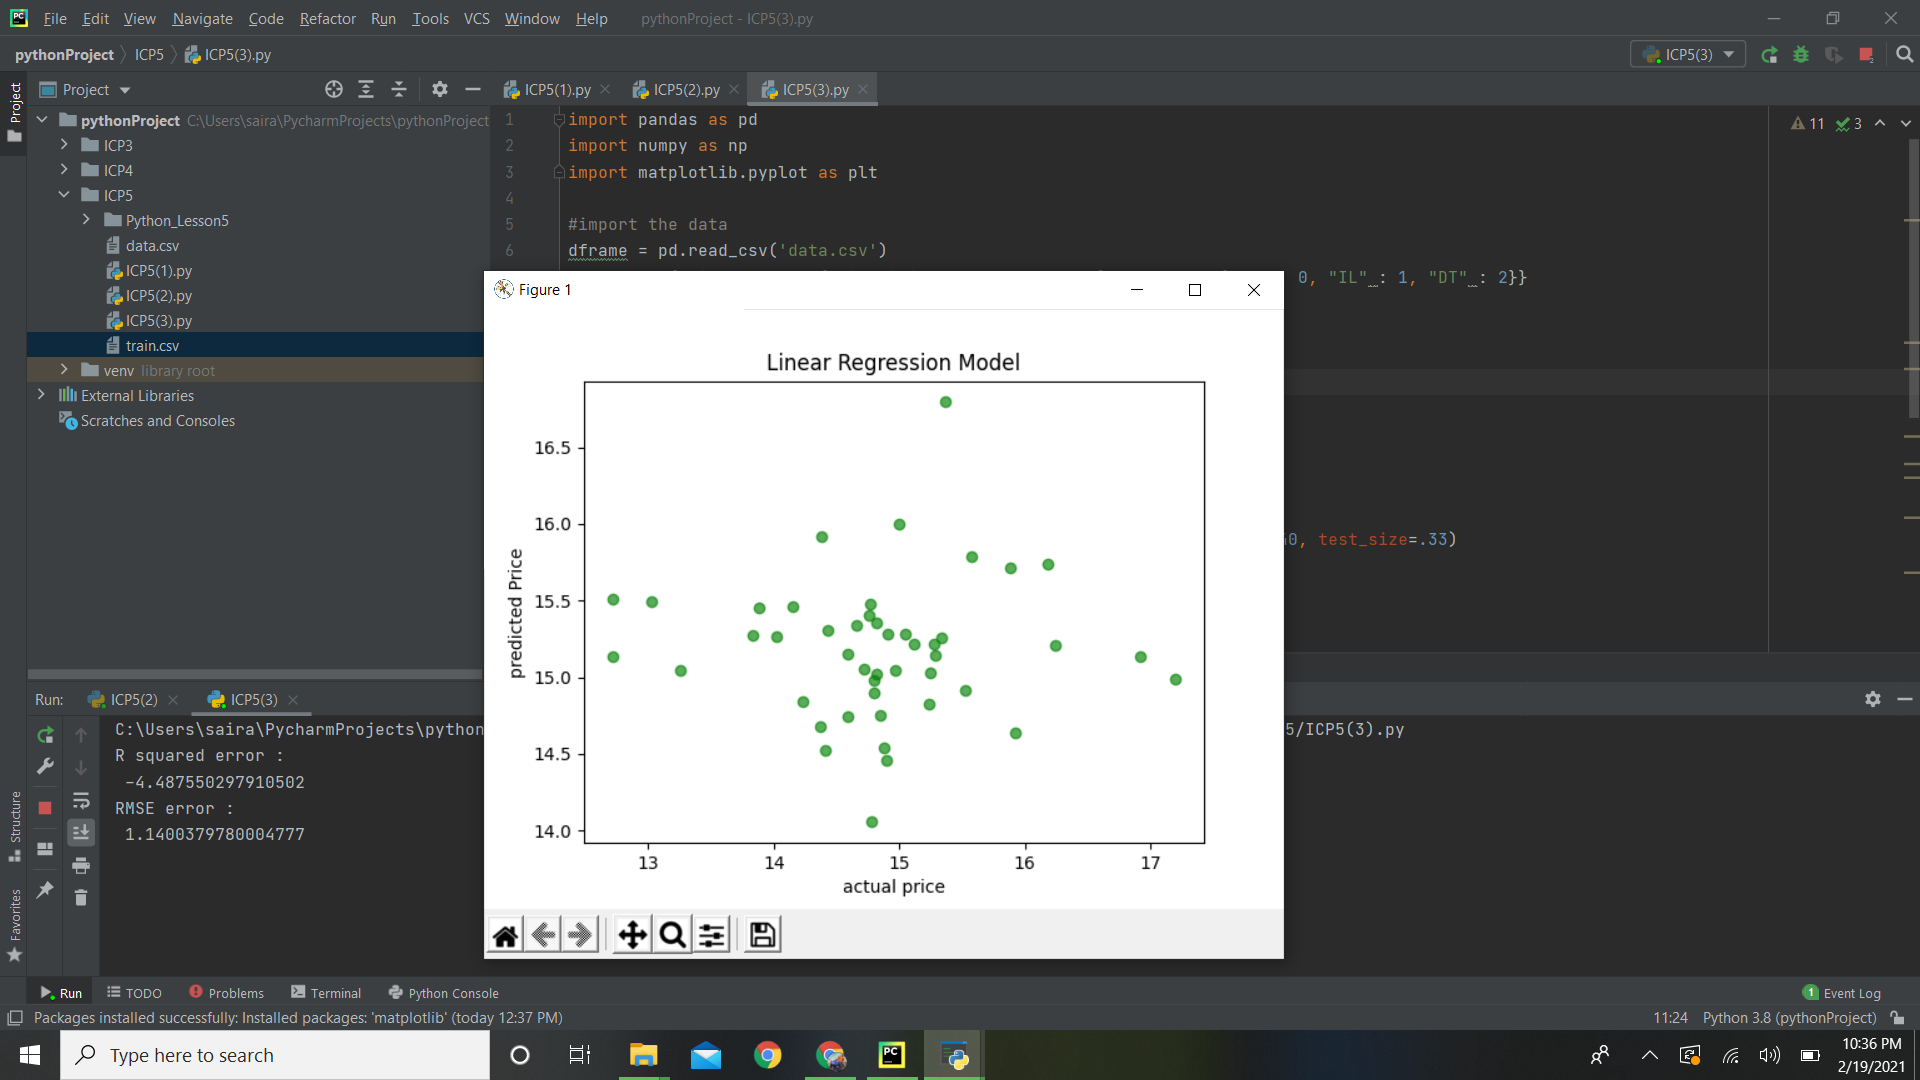 File Edit View Navigate Code Refactor Run Tools VCS Window Help pythonProject - ICP5(3).py
pythonProject ICP5 ICP5(3).py
ICP5(3)
Project
Project
ICP5(1).py
ICP5(2).py
ICP5(3).py
pythonProject C:\Users\saira\PycharmProjects\pythonProject
ICP3
ICP4
ICP5
Python_Lesson5
data.csv
ICP5(1).py
ICP5(2).py
ICP5(3).py
train.csv
venv library root
External Libraries
Scratches and Consoles
1 import pandas as pd
2 import numpy as np
3 import matplotlib.pyplot as plt
4
5 #import the data
6 dframe = pd.read_csv('data.csv')
0, "IL" : 1, "DT" : 2}}
0, test_size=.33)
11 3
Figure 1
Linear Regression Model
predicted Price
16.5
16.0
15.5
15.0
14.5
14.0
13 14 15 16 17
actual price
Run: ICP5(2) ICP5(3)
C:\Users\saira\PycharmProjects\python
5/ICP5(3).py
R squared error :
-4.487550297910502
RMSE error :
1.1400379780004777
Structure
Favorites
Run TODO Problems Terminal Python Console
1 Event Log
Packages installed successfully: Installed packages: 'matplotlib' (today 12:37 PM)
11:24 Python 3.8 (pythonProject)
Type here to search
10:36 PM
2/19/2021